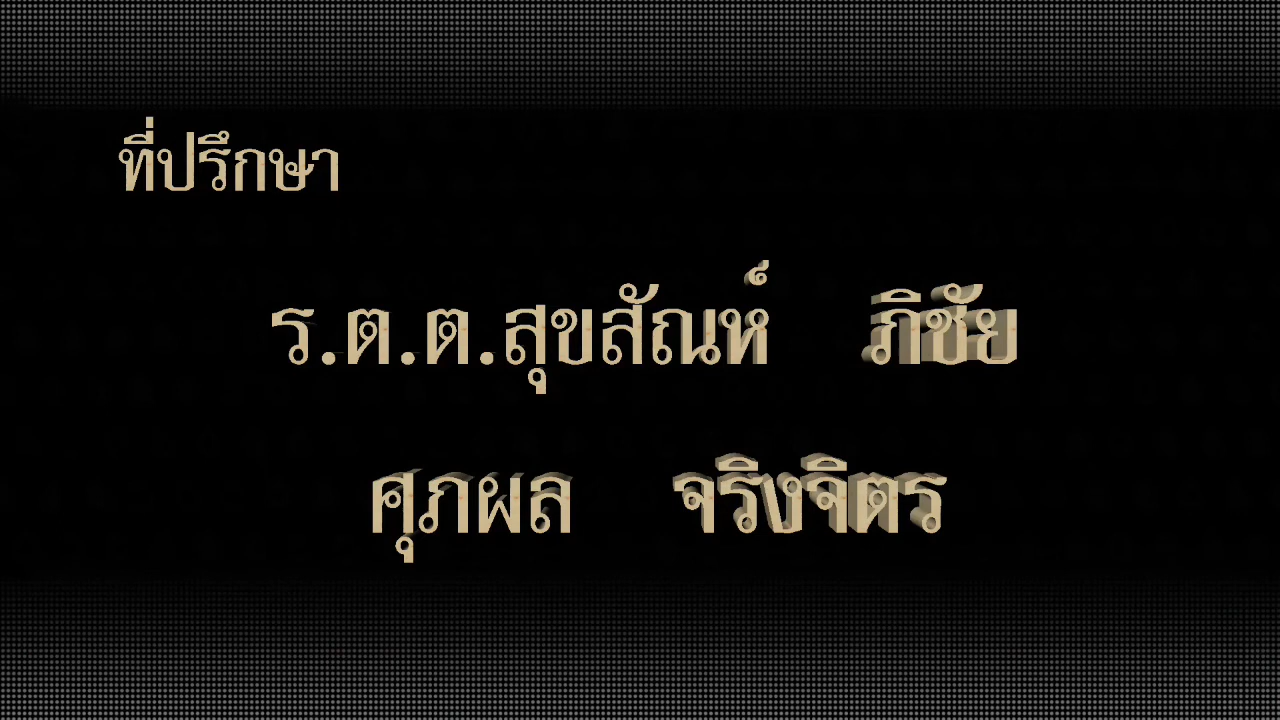 ที่ปรึกษา
ร.ต.ต.สุขสัณห์ ภิชัย
ศุภผล จริงจิตร